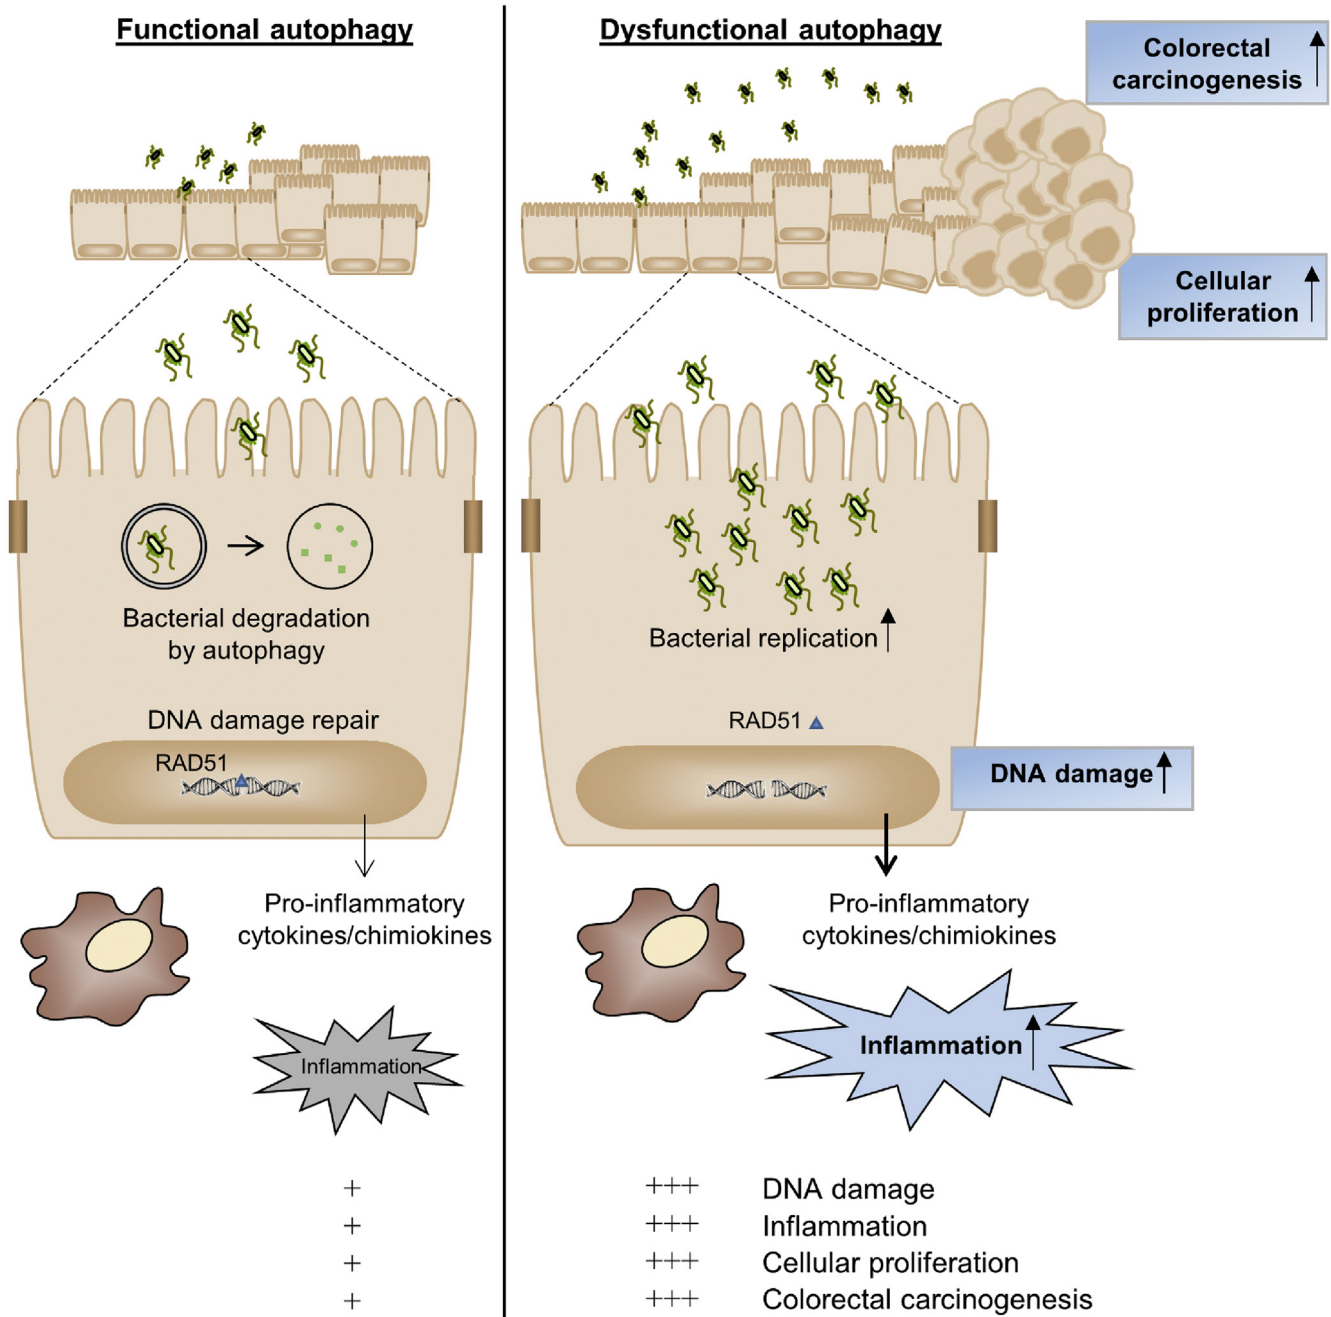 Functional autophagy
Bacterial degradation
by autophagy
DNA damage repair
RAD51
Pro-inflammatory
cytokines/chimiokines
Inflammation
Dysfunctional autophagy
Colorectal
carcinogenesis
Cellular
proliferation
Bacterial replication
RAD51
DNA damage
Pro-inflammatory
cytokines/chimiokines
Inflammation
+ +++ DNA damage
+ +++ Inflammation
+ +++ Cellular proliferation
+ +++ Colorectal carcinogenesis